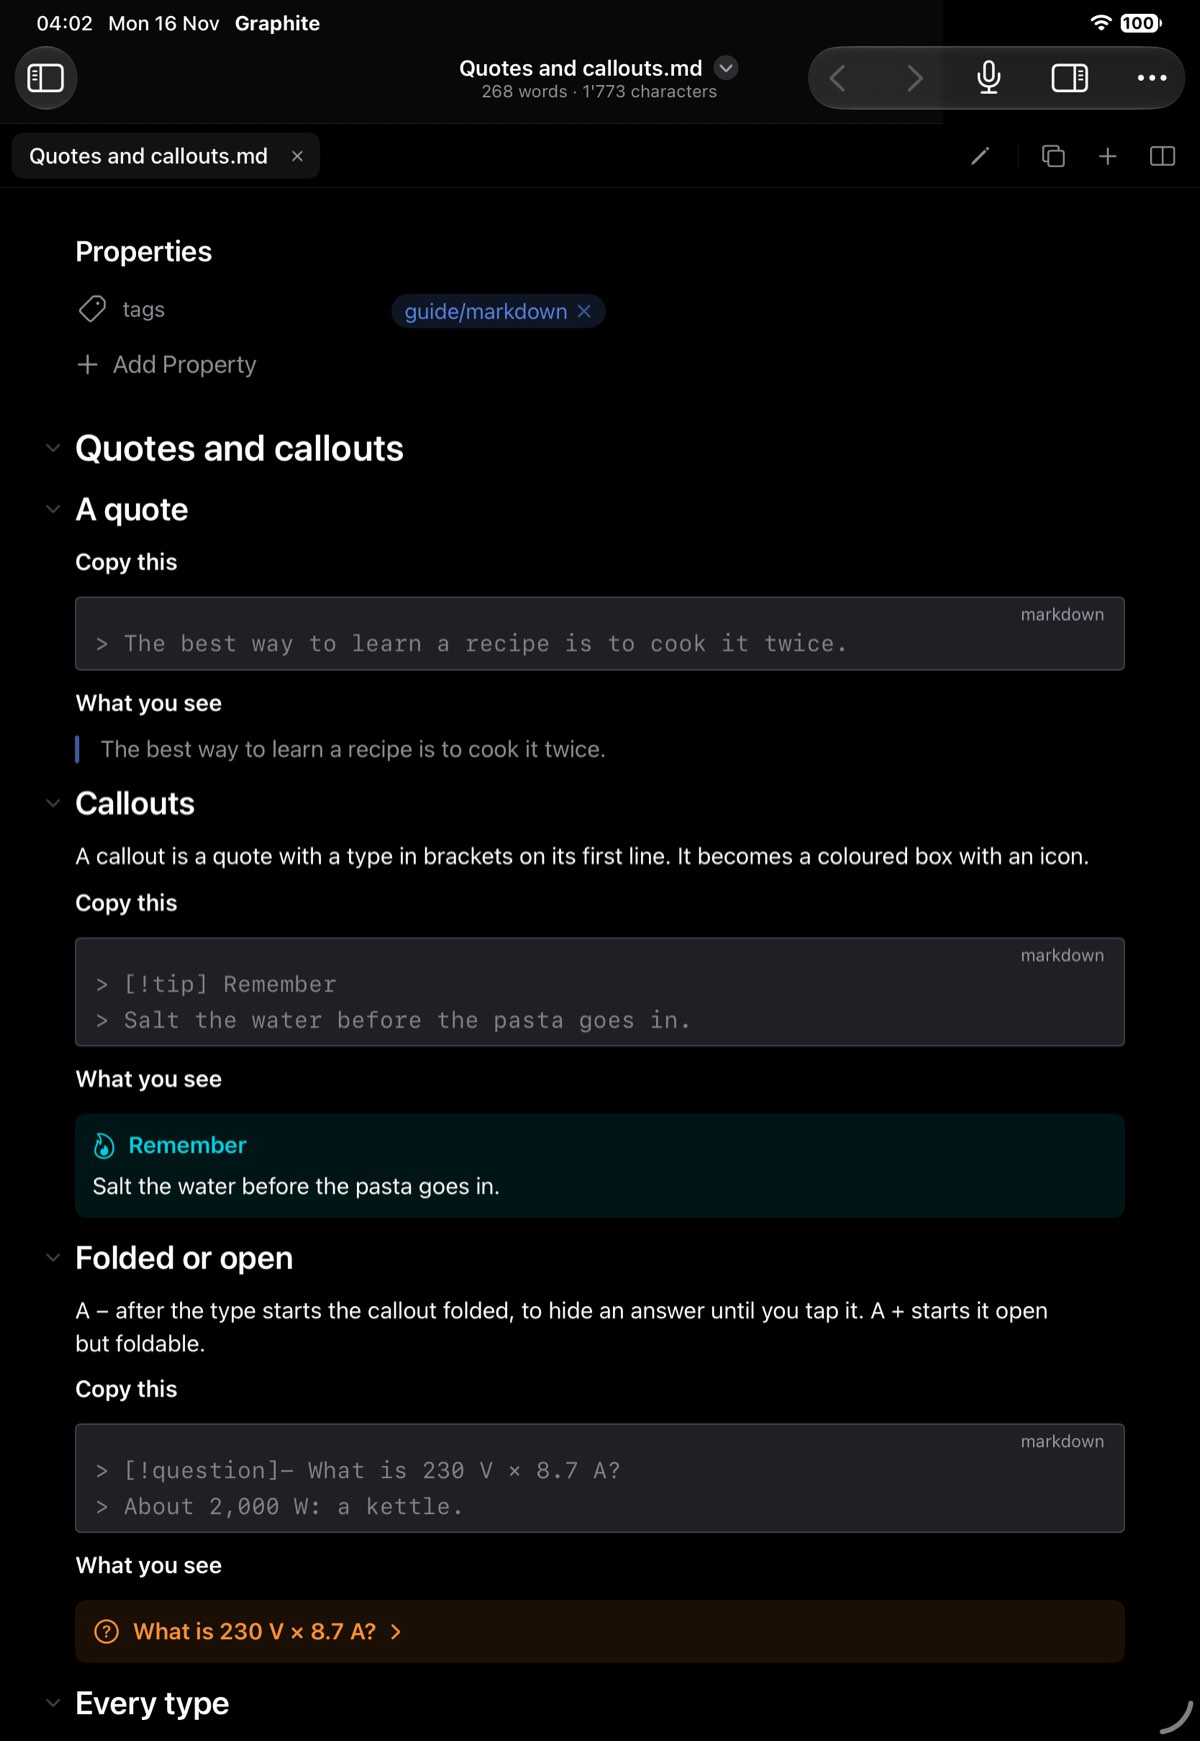 04:02 Mon 16 Nov Graphite
100
Quotes and callouts.md
268 words · 1'773 characters
Quotes and callouts.md
Properties
tags
guide/markdown
Add Property
Quotes and callouts
A quote
Copy this
markdown
> The best way to learn a recipe is to cook it twice.
What you see
The best way to learn a recipe is to cook it twice.
Callouts
A callout is a quote with a type in brackets on its first line. It becomes a coloured box with an icon.
Copy this
markdown
> [!tip] Remember
> Salt the water before the pasta goes in.
What you see
Remember
Salt the water before the pasta goes in.
Folded or open
A – after the type starts the callout folded, to hide an answer until you tap it. A + starts it open
but foldable.
Copy this
markdown
> [!question]– What is 230 V × 8.7 A?
> About 2,000 W: a kettle.
What you see
What is 230 V × 8.7 A?
Every type